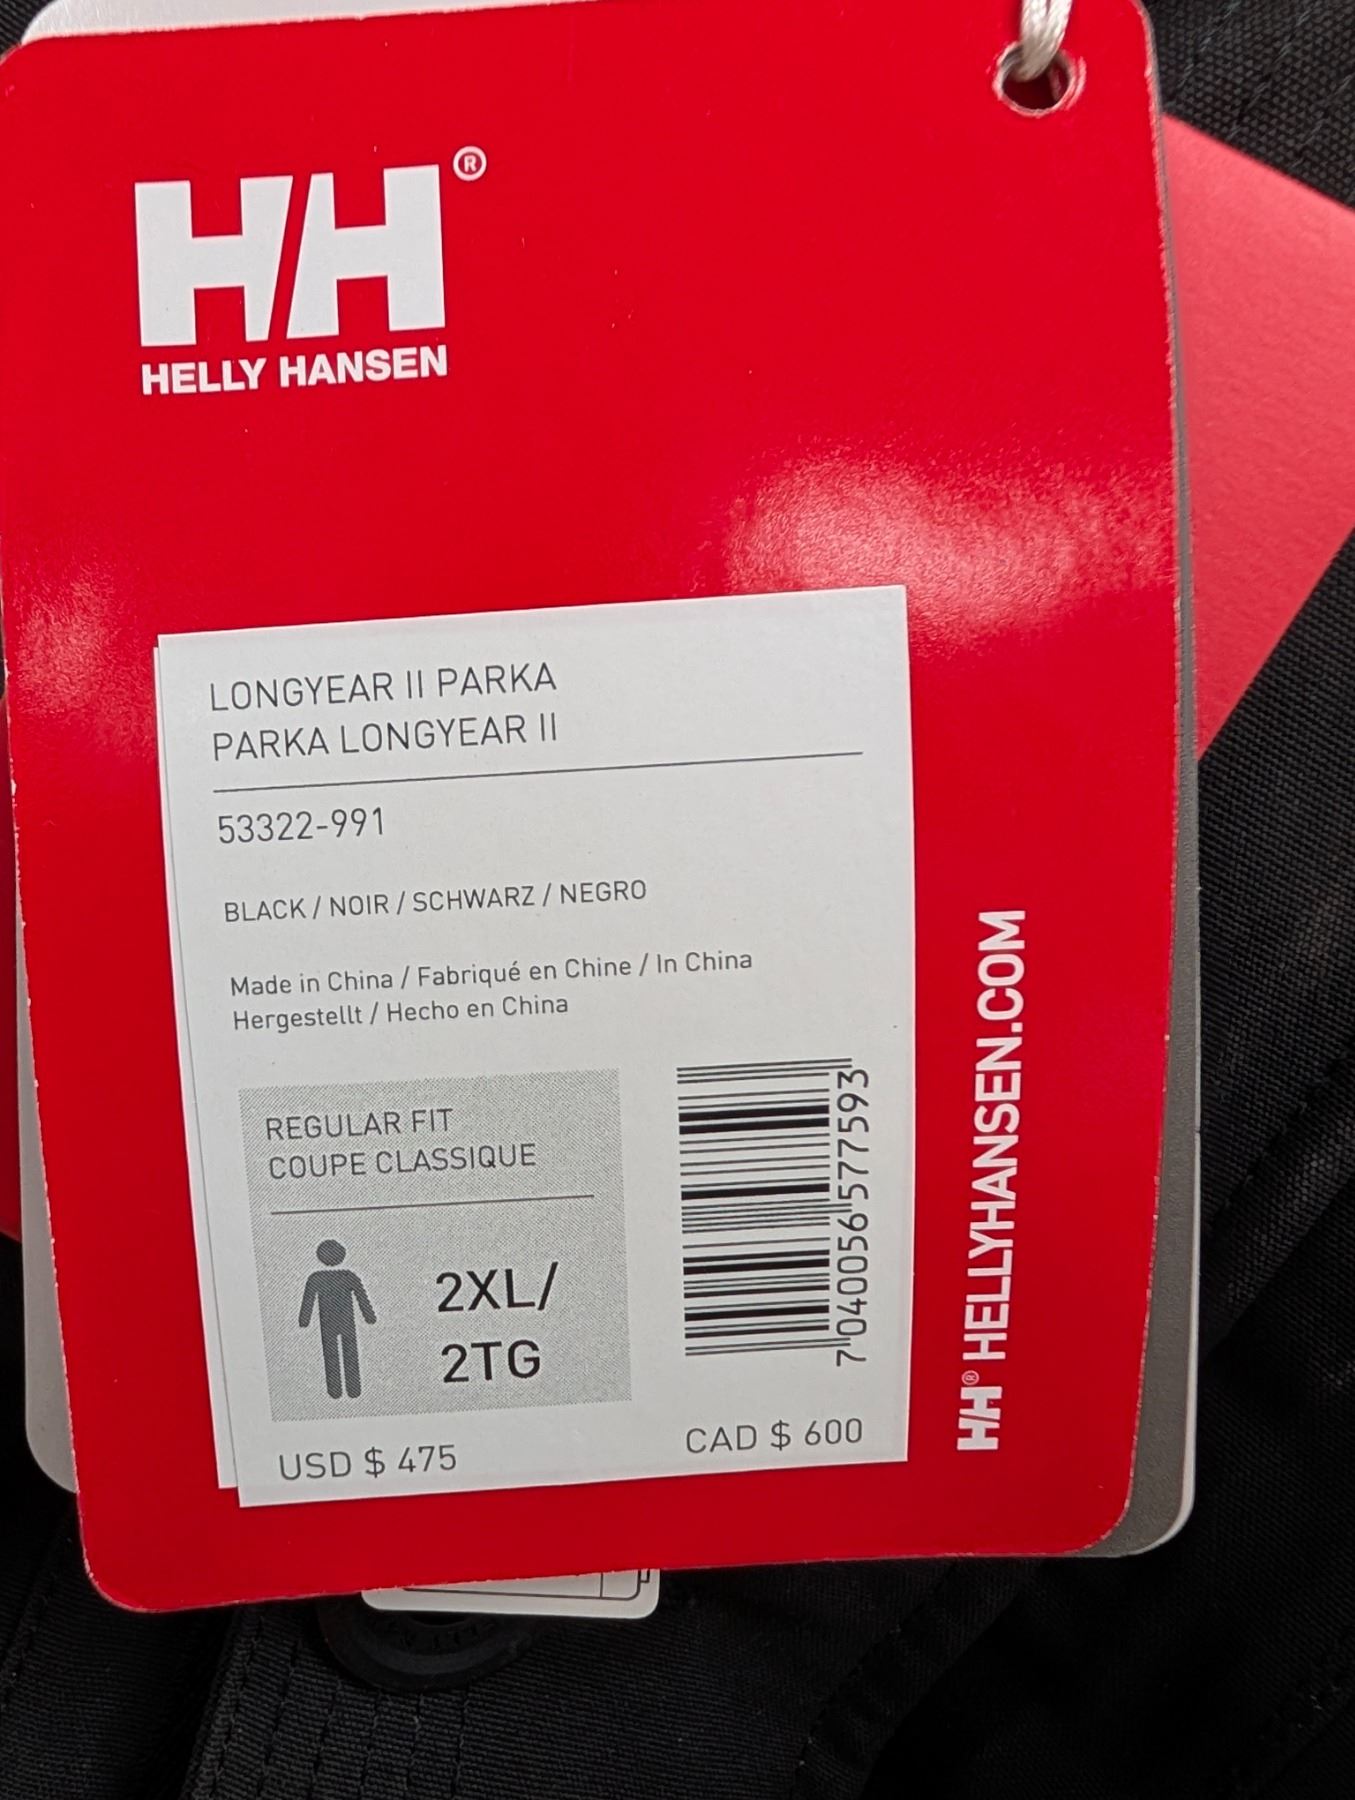 HH®
HELLY HANSEN
LONGYEAR II PARKA
PARKA LONGYEAR II
53322-991
BLACK / NOIR / SCHWARZ / NEGRO
Made in China / Fabriqué en Chine / In China
Hergestellt / Hecho en China
REGULAR FIT
COUPE CLASSIQUE
2XL/
2TG
7040056577593
USD $ 475
CAD $ 600
HH® HELLYHANSEN.COM